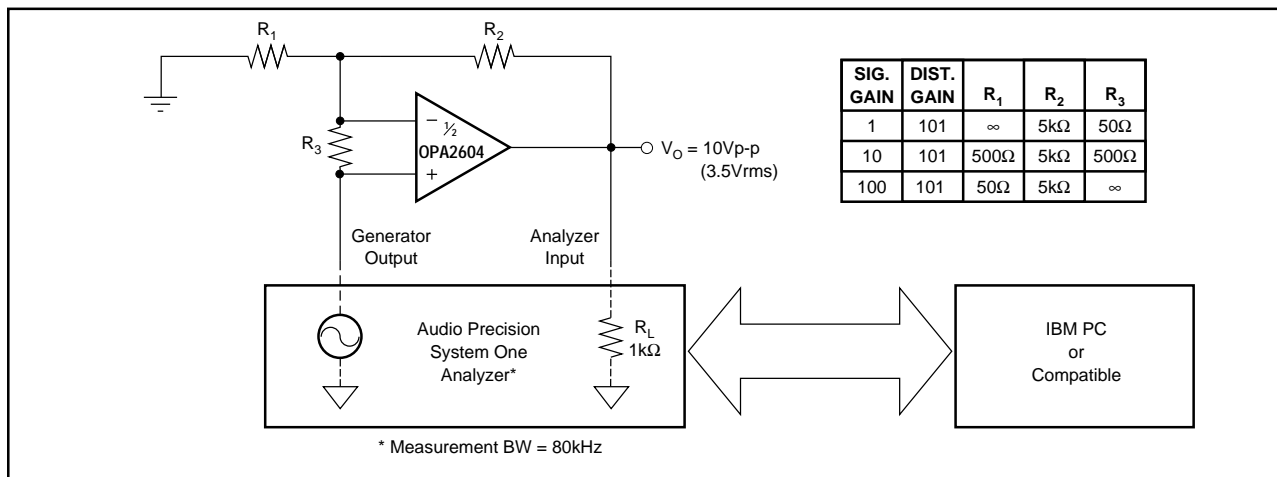 R1
R2
R3
−
½
OPA2604
+
VO = 10Vp-p
(3.5Vrms)
Generator
Output
Analyzer
Input
Audio Precision
System One
Analyzer*
RL
1kΩ
IBM PC
or
Compatible
* Measurement BW = 80kHz
SIG. GAIN DIST. GAIN R1 R2 R3
1 101 ∞ 5kΩ 50Ω
10 101 500Ω 5kΩ 500Ω
100 101 50Ω 5kΩ ∞